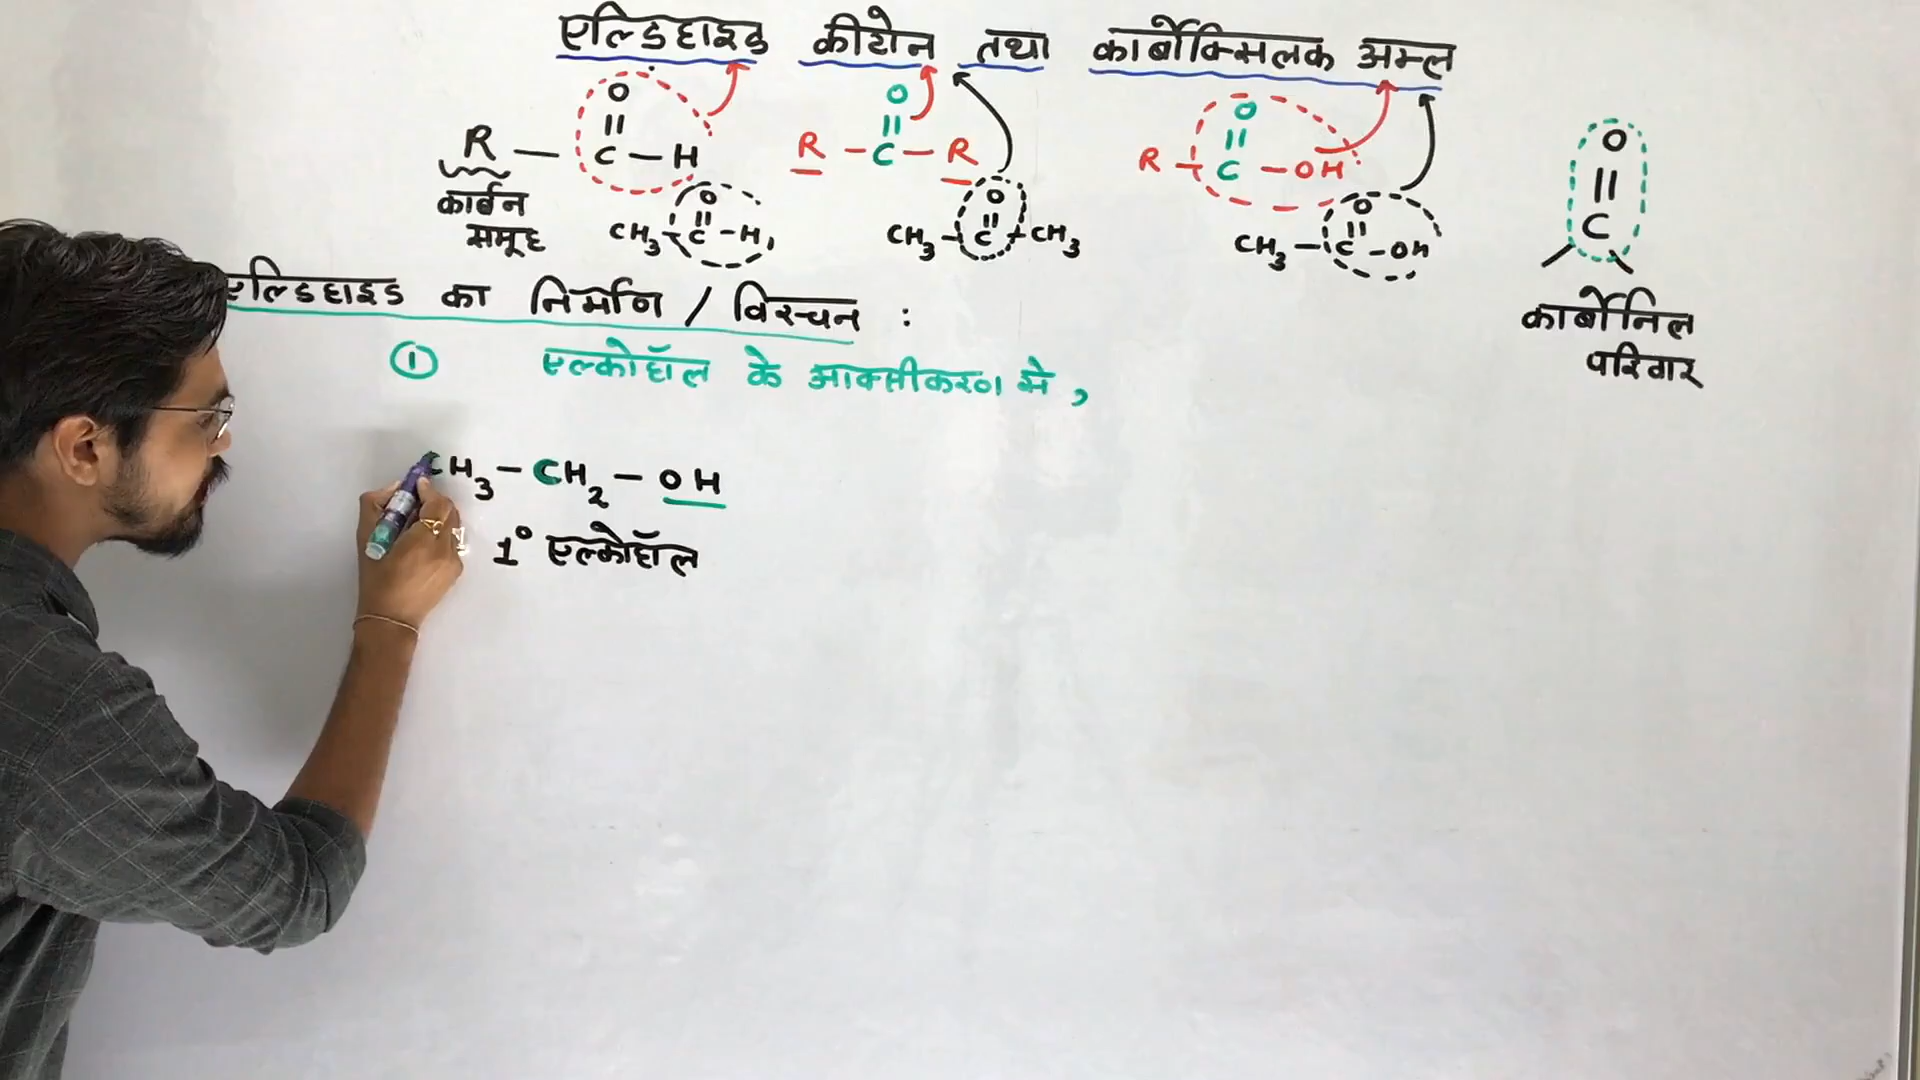 एल्डिहाइड कीटोन तथा कार्बोक्सिलिक अम्ल
O
||
R — C — H
कार्बन
समूह
O
||
CH3 - C - H,
O
||
R - C - R
O
||
CH3 - C - CH3
O
||
R - C - OH
O
||
CH3 - C - OH
O
||
C
कार्बोनिल
परिवार
एल्डिहाइड का निर्माण / विरचन :
① एल्कोहॉल के आक्सीकरण से,
CH3 - CH2 - OH
1° एल्कोहॉल